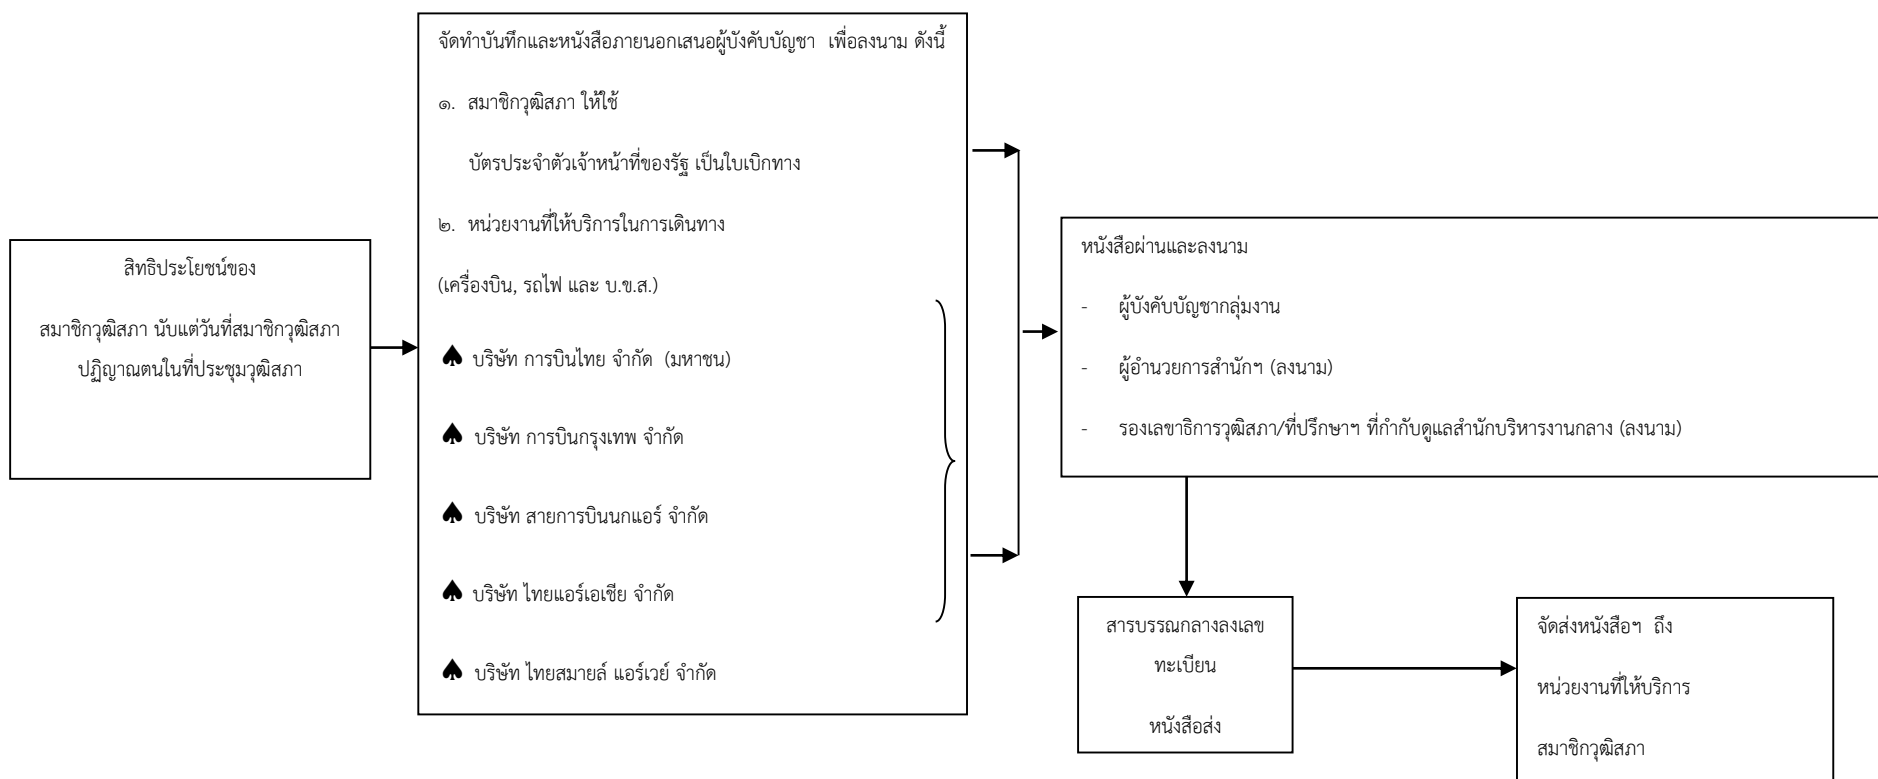 สิทธิประโยชน์ของ
สมาชิกวุฒิสภา นับแต่วันที่สมาชิกวุฒิสภา
ปฏิญาณตนในที่ประชุมวุฒิสภา
จัดทำบันทึกและหนังสือภายนอกเสนอผู้บังคับบัญชา เพื่อลงนาม ดังนี้
๑. สมาชิกวุฒิสภา ให้ใช้
บัตรประจำตัวเจ้าหน้าที่ของรัฐ เป็นใบเบิกทาง
๒. หน่วยงานที่ให้บริการในการเดินทาง
(เครื่องบิน, รถไฟ และ บ.ข.ส.)
♠ บริษัท การบินไทย จำกัด (มหาชน)
♠ บริษัท การบินกรุงเทพ จำกัด
♠ บริษัท สายการบินนกแอร์ จำกัด
♠ บริษัท ไทยแอร์เอเชีย จำกัด
♠ บริษัท ไทยสมายล์ แอร์เวย์ จำกัด
หนังสือผ่านและลงนาม
- ผู้บังคับบัญชากลุ่มงาน
- ผู้อำนวยการสำนักฯ (ลงนาม)
- รองเลขาธิการวุฒิสภา/ที่ปรึกษาฯ ที่กำกับดูแลสำนักบริหารงานกลาง (ลงนาม)
สารบรรณกลางลงเลข
ทะเบียน
หนังสือส่ง
จัดส่งหนังสือฯ ถึง
หน่วยงานที่ให้บริการ
สมาชิกวุฒิสภา